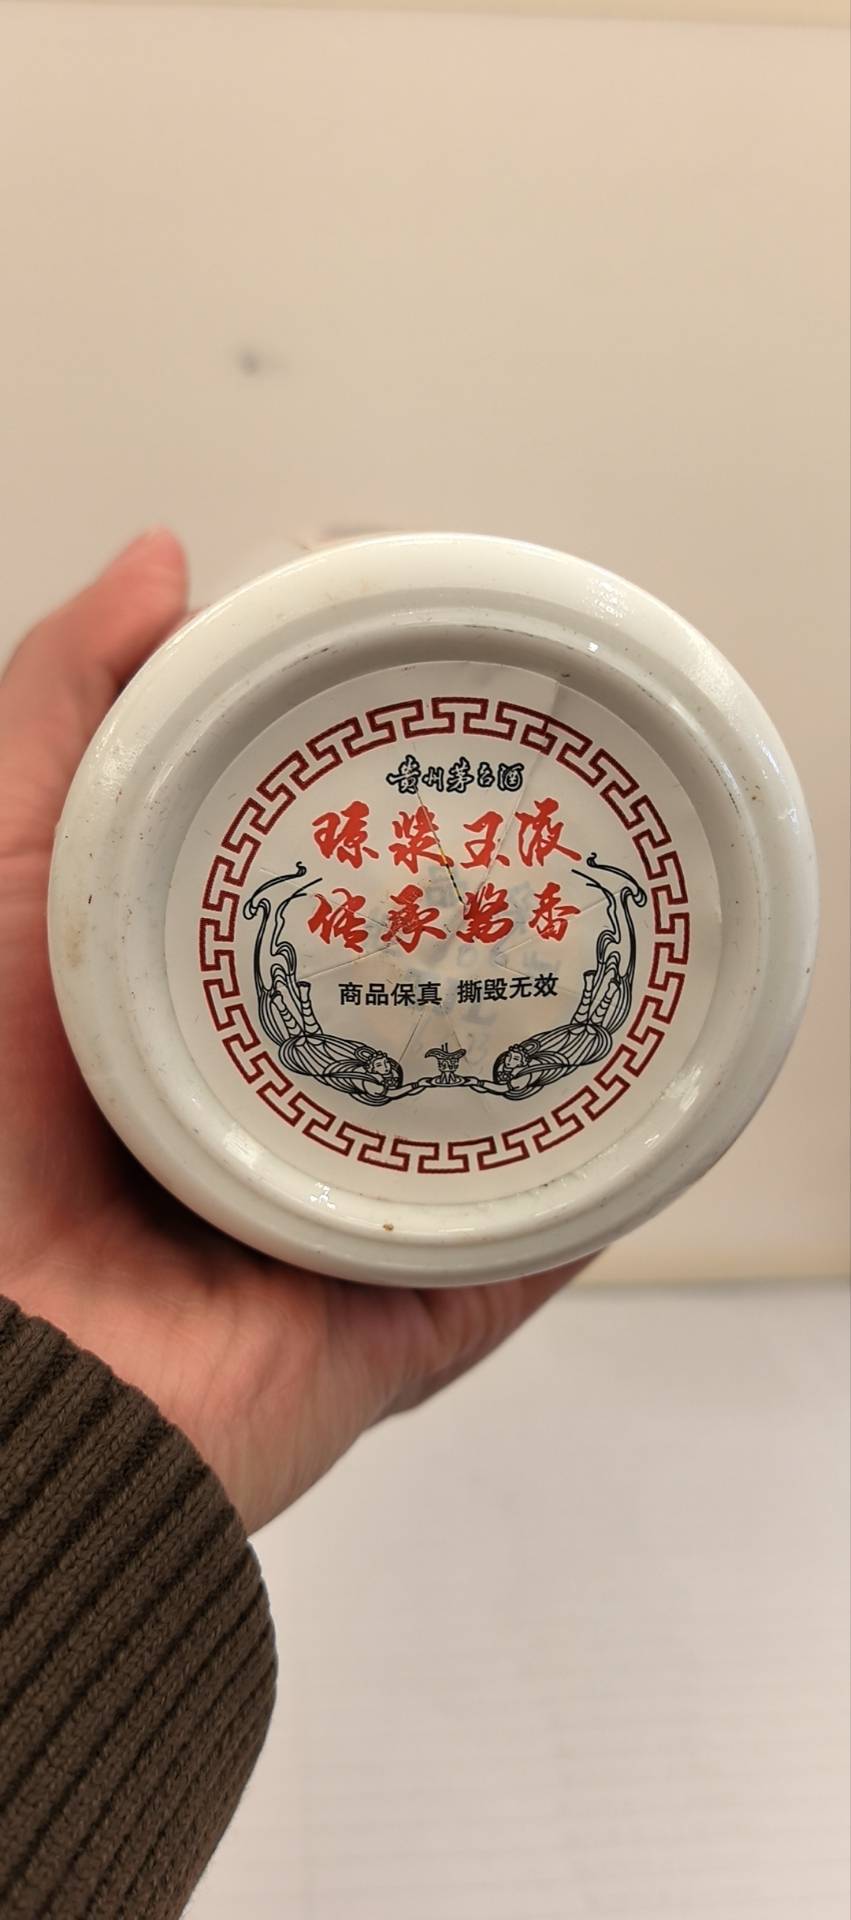 贵州茅台酒
琼浆玉液
传承酱香
商品保真 撕毁无效